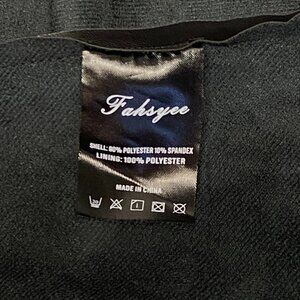 Fahsyee
SHELL: 90% POLYESTER 10% SPANDEX
LINING: 100% POLYESTER
MADE IN CHINA